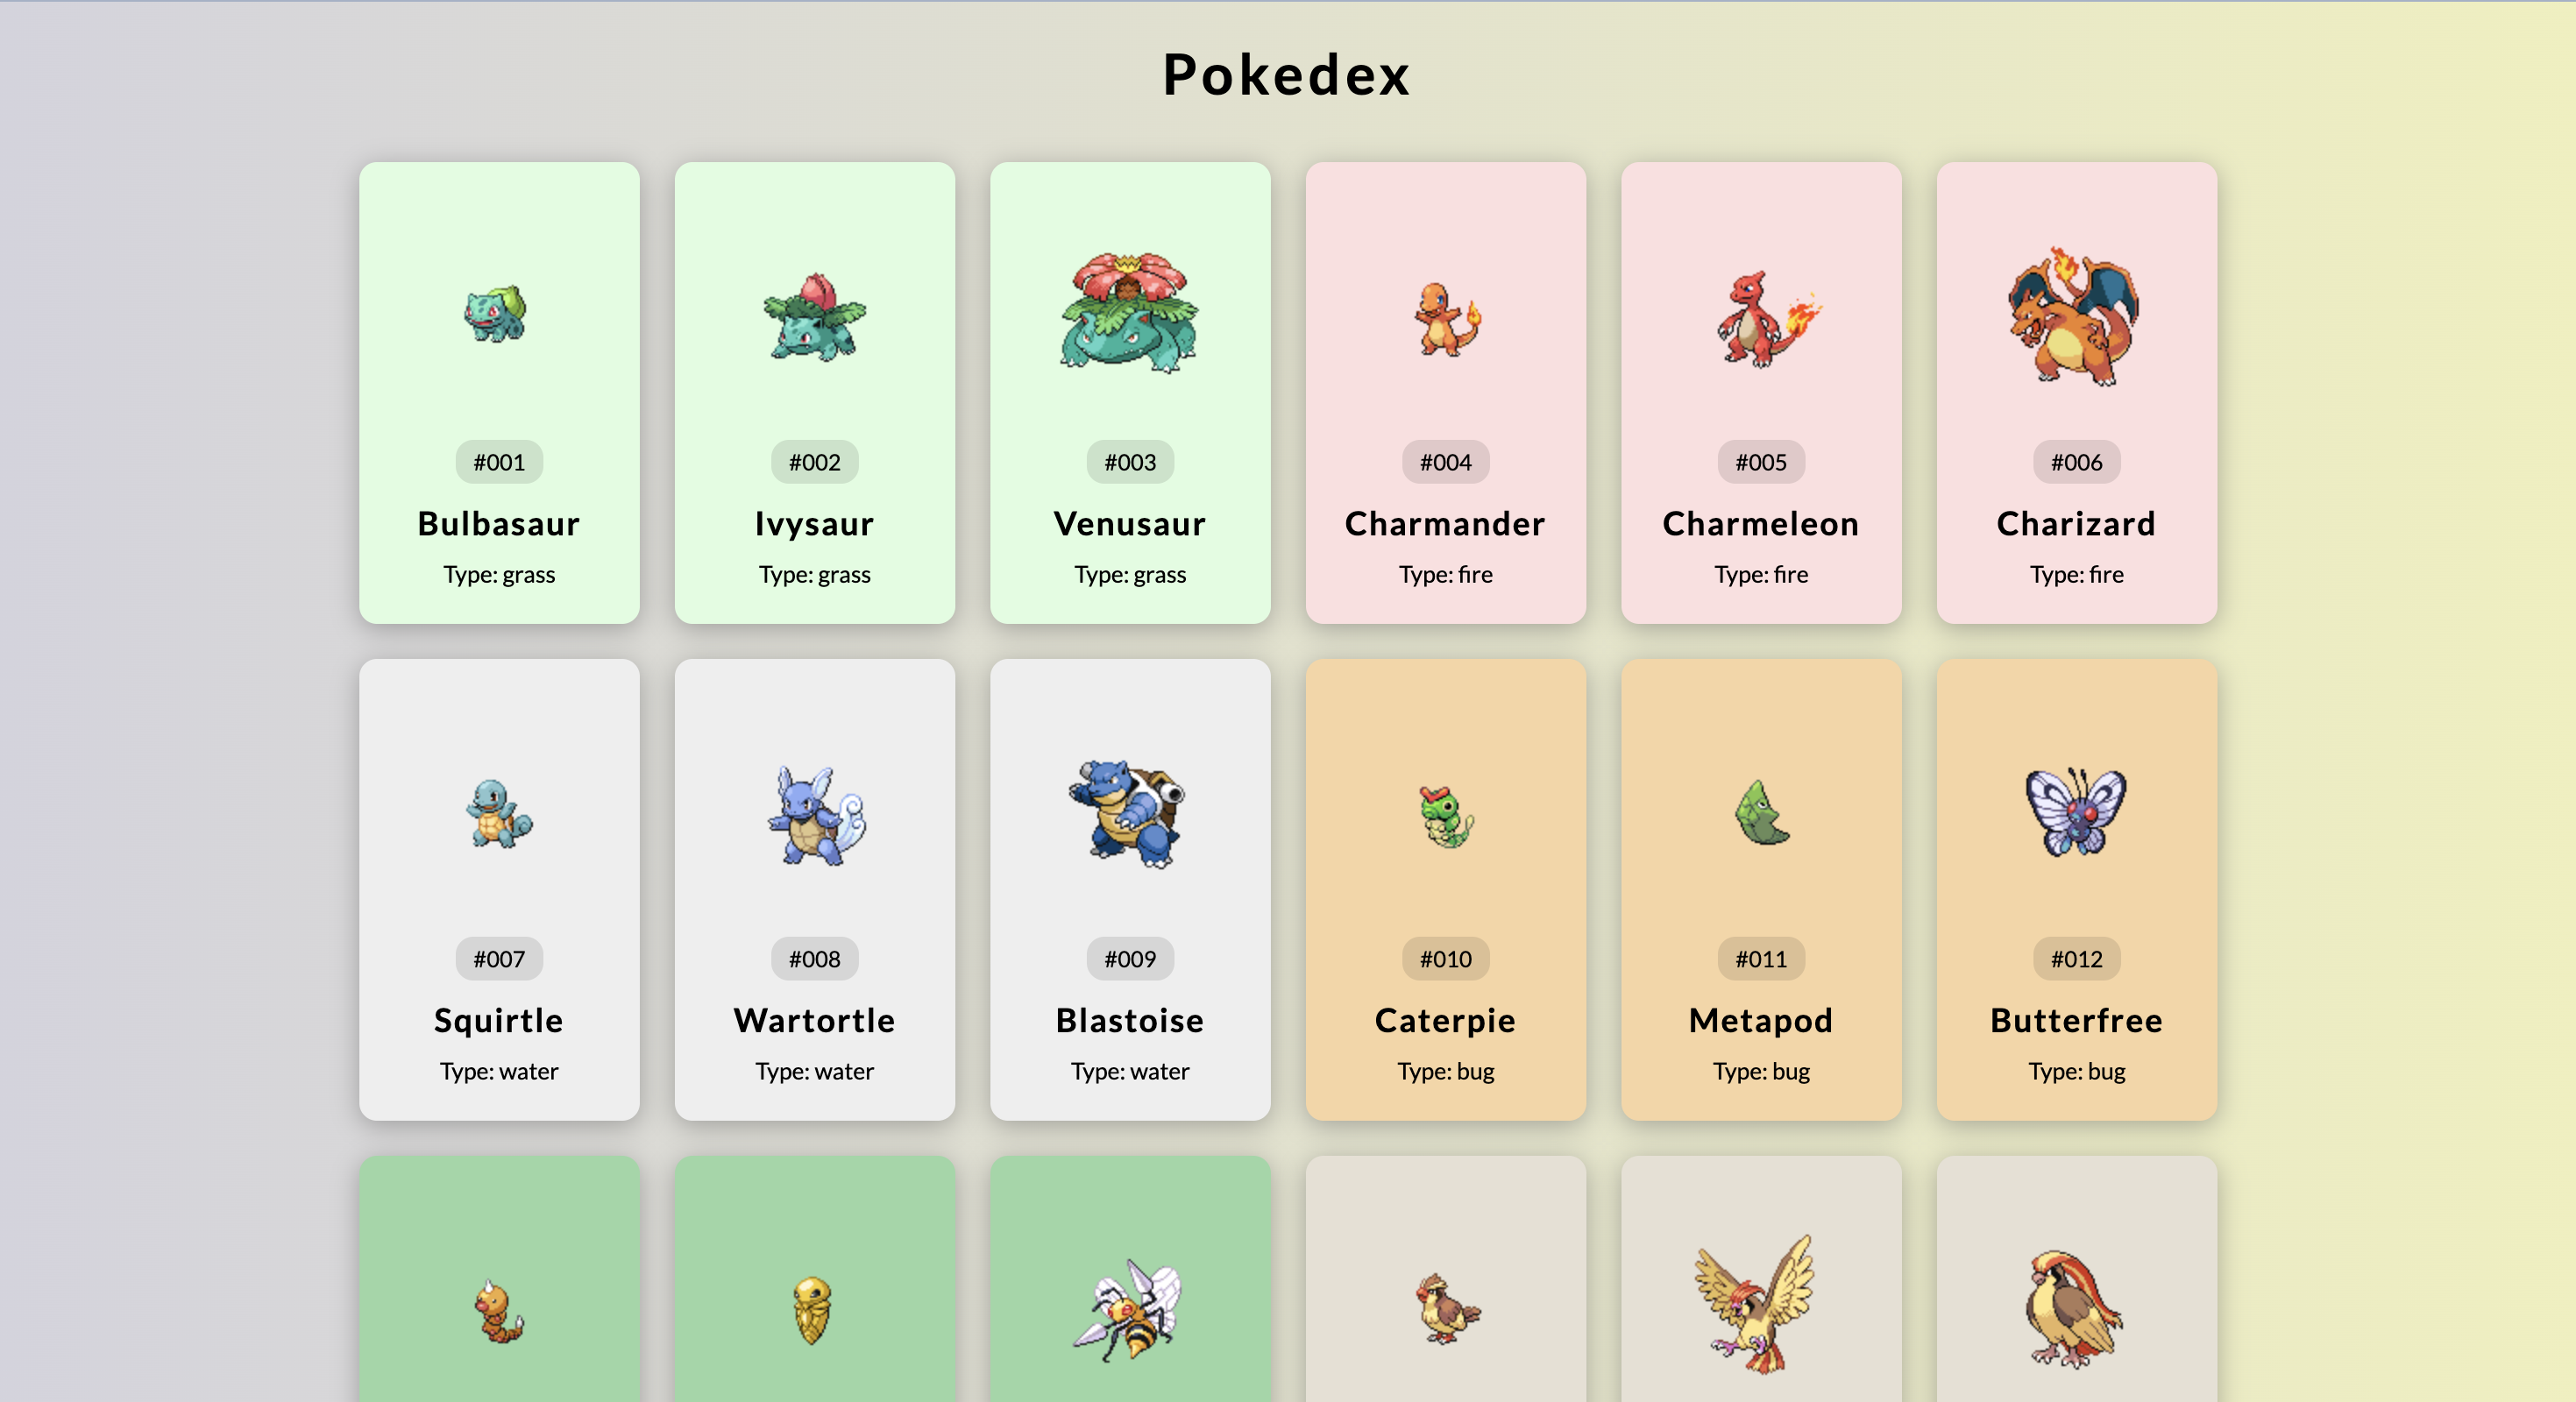 Pokedex
#001
Bulbasaur
Type: grass
#002
Ivysaur
Type: grass
#003
Venusaur
Type: grass
#004
Charmander
Type: fire
#005
Charmeleon
Type: fire
#006
Charizard
Type: fire
#007
Squirtle
Type: water
#008
Wartortle
Type: water
#009
Blastoise
Type: water
#010
Caterpie
Type: bug
#011
Metapod
Type: bug
#012
Butterfree
Type: bug